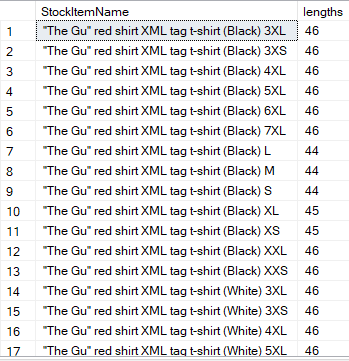 StockItemName lengths
1 "The Gu" red shirt XML tag t-shirt (Black) 3XL 46
2 "The Gu" red shirt XML tag t-shirt (Black) 3XS 46
3 "The Gu" red shirt XML tag t-shirt (Black) 4XL 46
4 "The Gu" red shirt XML tag t-shirt (Black) 5XL 46
5 "The Gu" red shirt XML tag t-shirt (Black) 6XL 46
6 "The Gu" red shirt XML tag t-shirt (Black) 7XL 46
7 "The Gu" red shirt XML tag t-shirt (Black) L 44
8 "The Gu" red shirt XML tag t-shirt (Black) M 44
9 "The Gu" red shirt XML tag t-shirt (Black) S 44
10 "The Gu" red shirt XML tag t-shirt (Black) XL 45
11 "The Gu" red shirt XML tag t-shirt (Black) XS 45
12 "The Gu" red shirt XML tag t-shirt (Black) XXL 46
13 "The Gu" red shirt XML tag t-shirt (Black) XXS 46
14 "The Gu" red shirt XML tag t-shirt (White) 3XL 46
15 "The Gu" red shirt XML tag t-shirt (White) 3XS 46
16 "The Gu" red shirt XML tag t-shirt (White) 4XL 46
17 "The Gu" red shirt XML tag t-shirt (White) 5XL 46